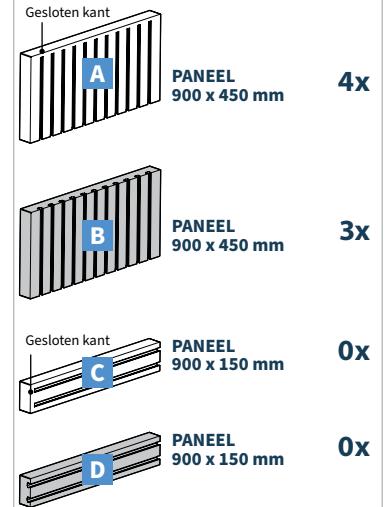 Gesloten kant
A
PANEEL
900 x 450 mm
4x
B
PANEEL
900 x 450 mm
3x
Gesloten kant
C
PANEEL
900 x 150 mm
0x
D
PANEEL
900 x 150 mm
0x